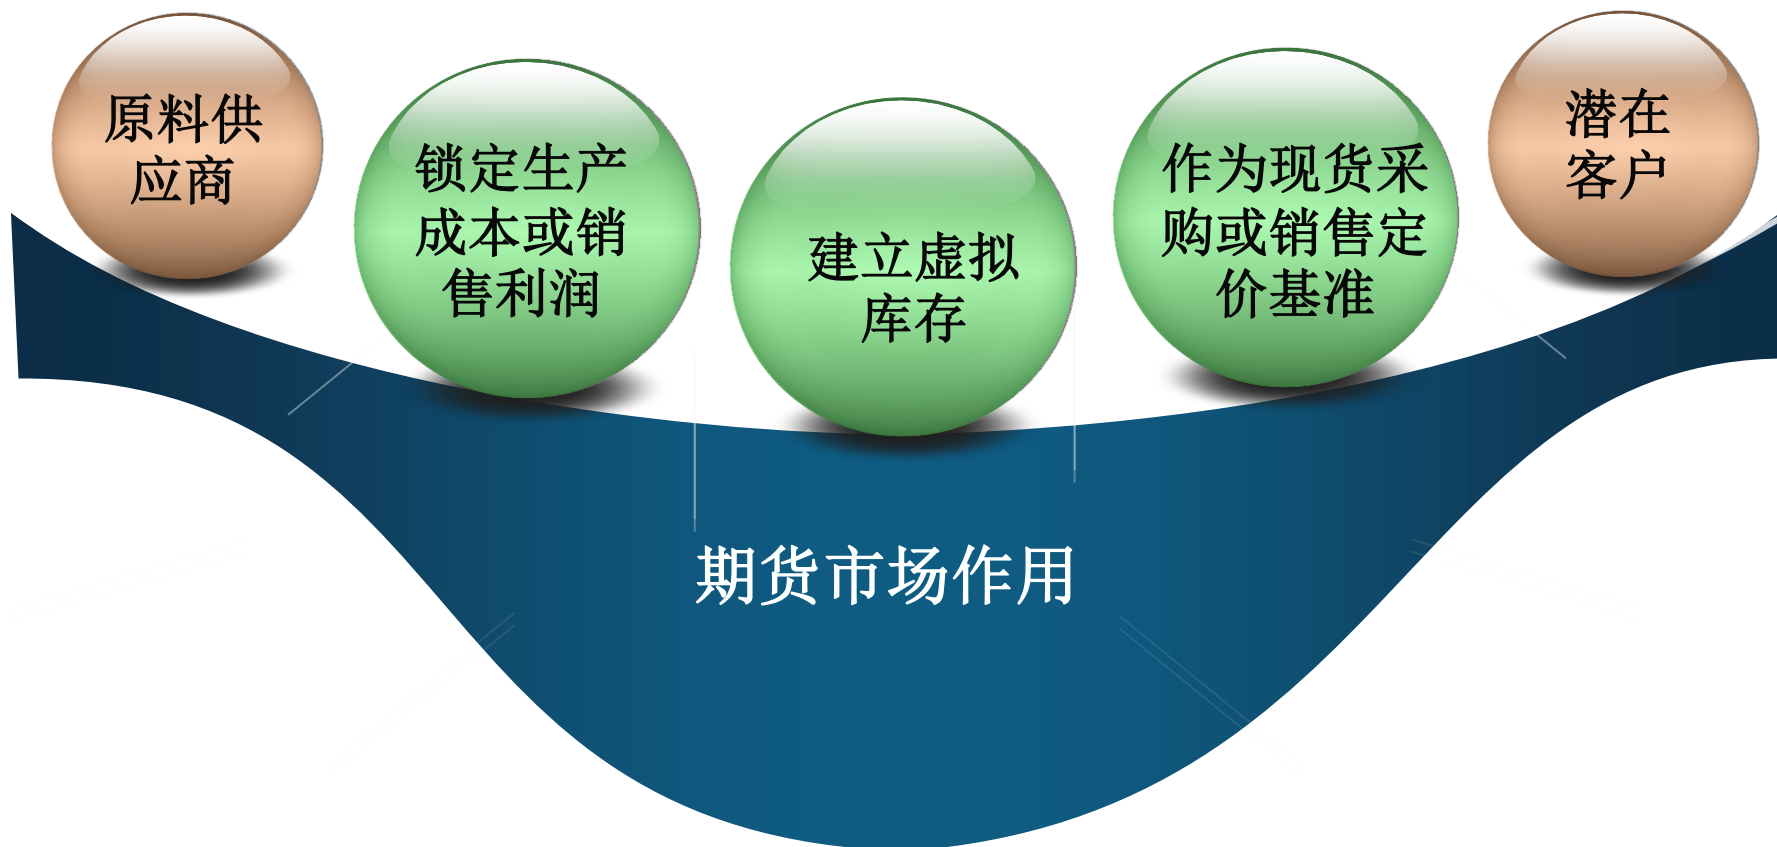 原料供
应商
锁定生产
成本或销
售利润
建立虚拟
库存
作为现货采
购或销售定
价基准
潜在
客户
期货市场作用